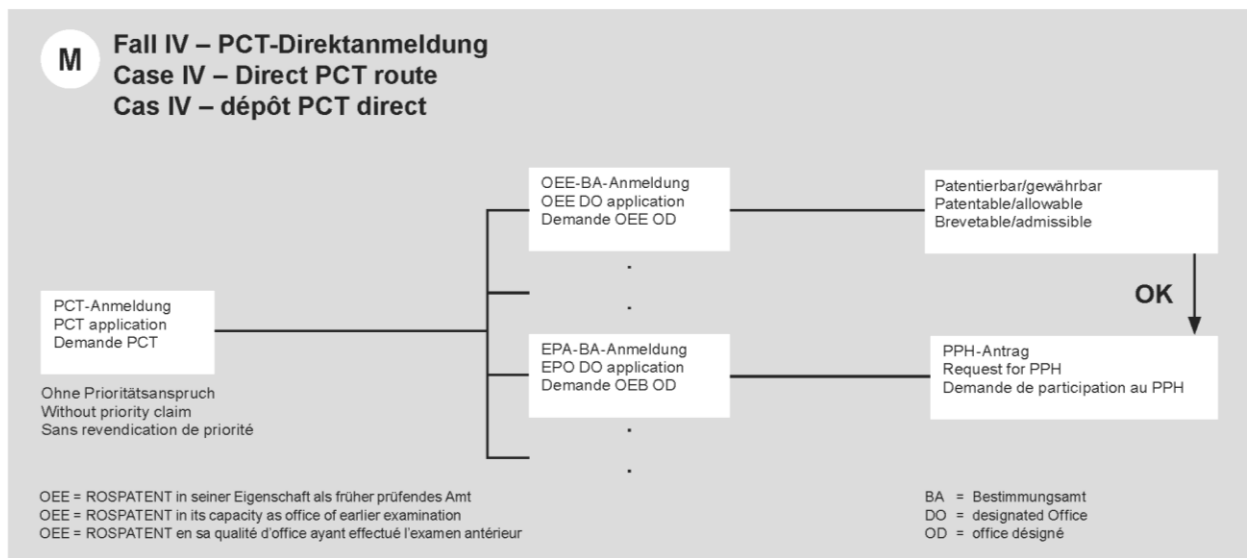 M
Fall IV – PCT-Direktanmeldung
Case IV – Direct PCT route
Cas IV – dépôt PCT direct
OEE-BA-Anmeldung
OEE DO application
Demande OEE OD
Patentierbar/gewährbar
Patentable/allowable
Brevetable/admissible
OK
PCT-Anmeldung
PCT application
Demande PCT
EPA-BA-Anmeldung
EPO DO application
Demande OEB OD
PPH-Antrag
Request for PPH
Demande de participation au PPH
Ohne Prioritätsanspruch
Without priority claim
Sans revendication de priorité
OEE = ROSPATENT in seiner Eigenschaft als früher prüfendes Amt
OEE = ROSPATENT in its capacity as office of earlier examination
OEE = ROSPATENT en sa qualité d'office ayant effectué l'examen antérieur
BA = Bestimmungsamt
DO = designated Office
OD = office désigné